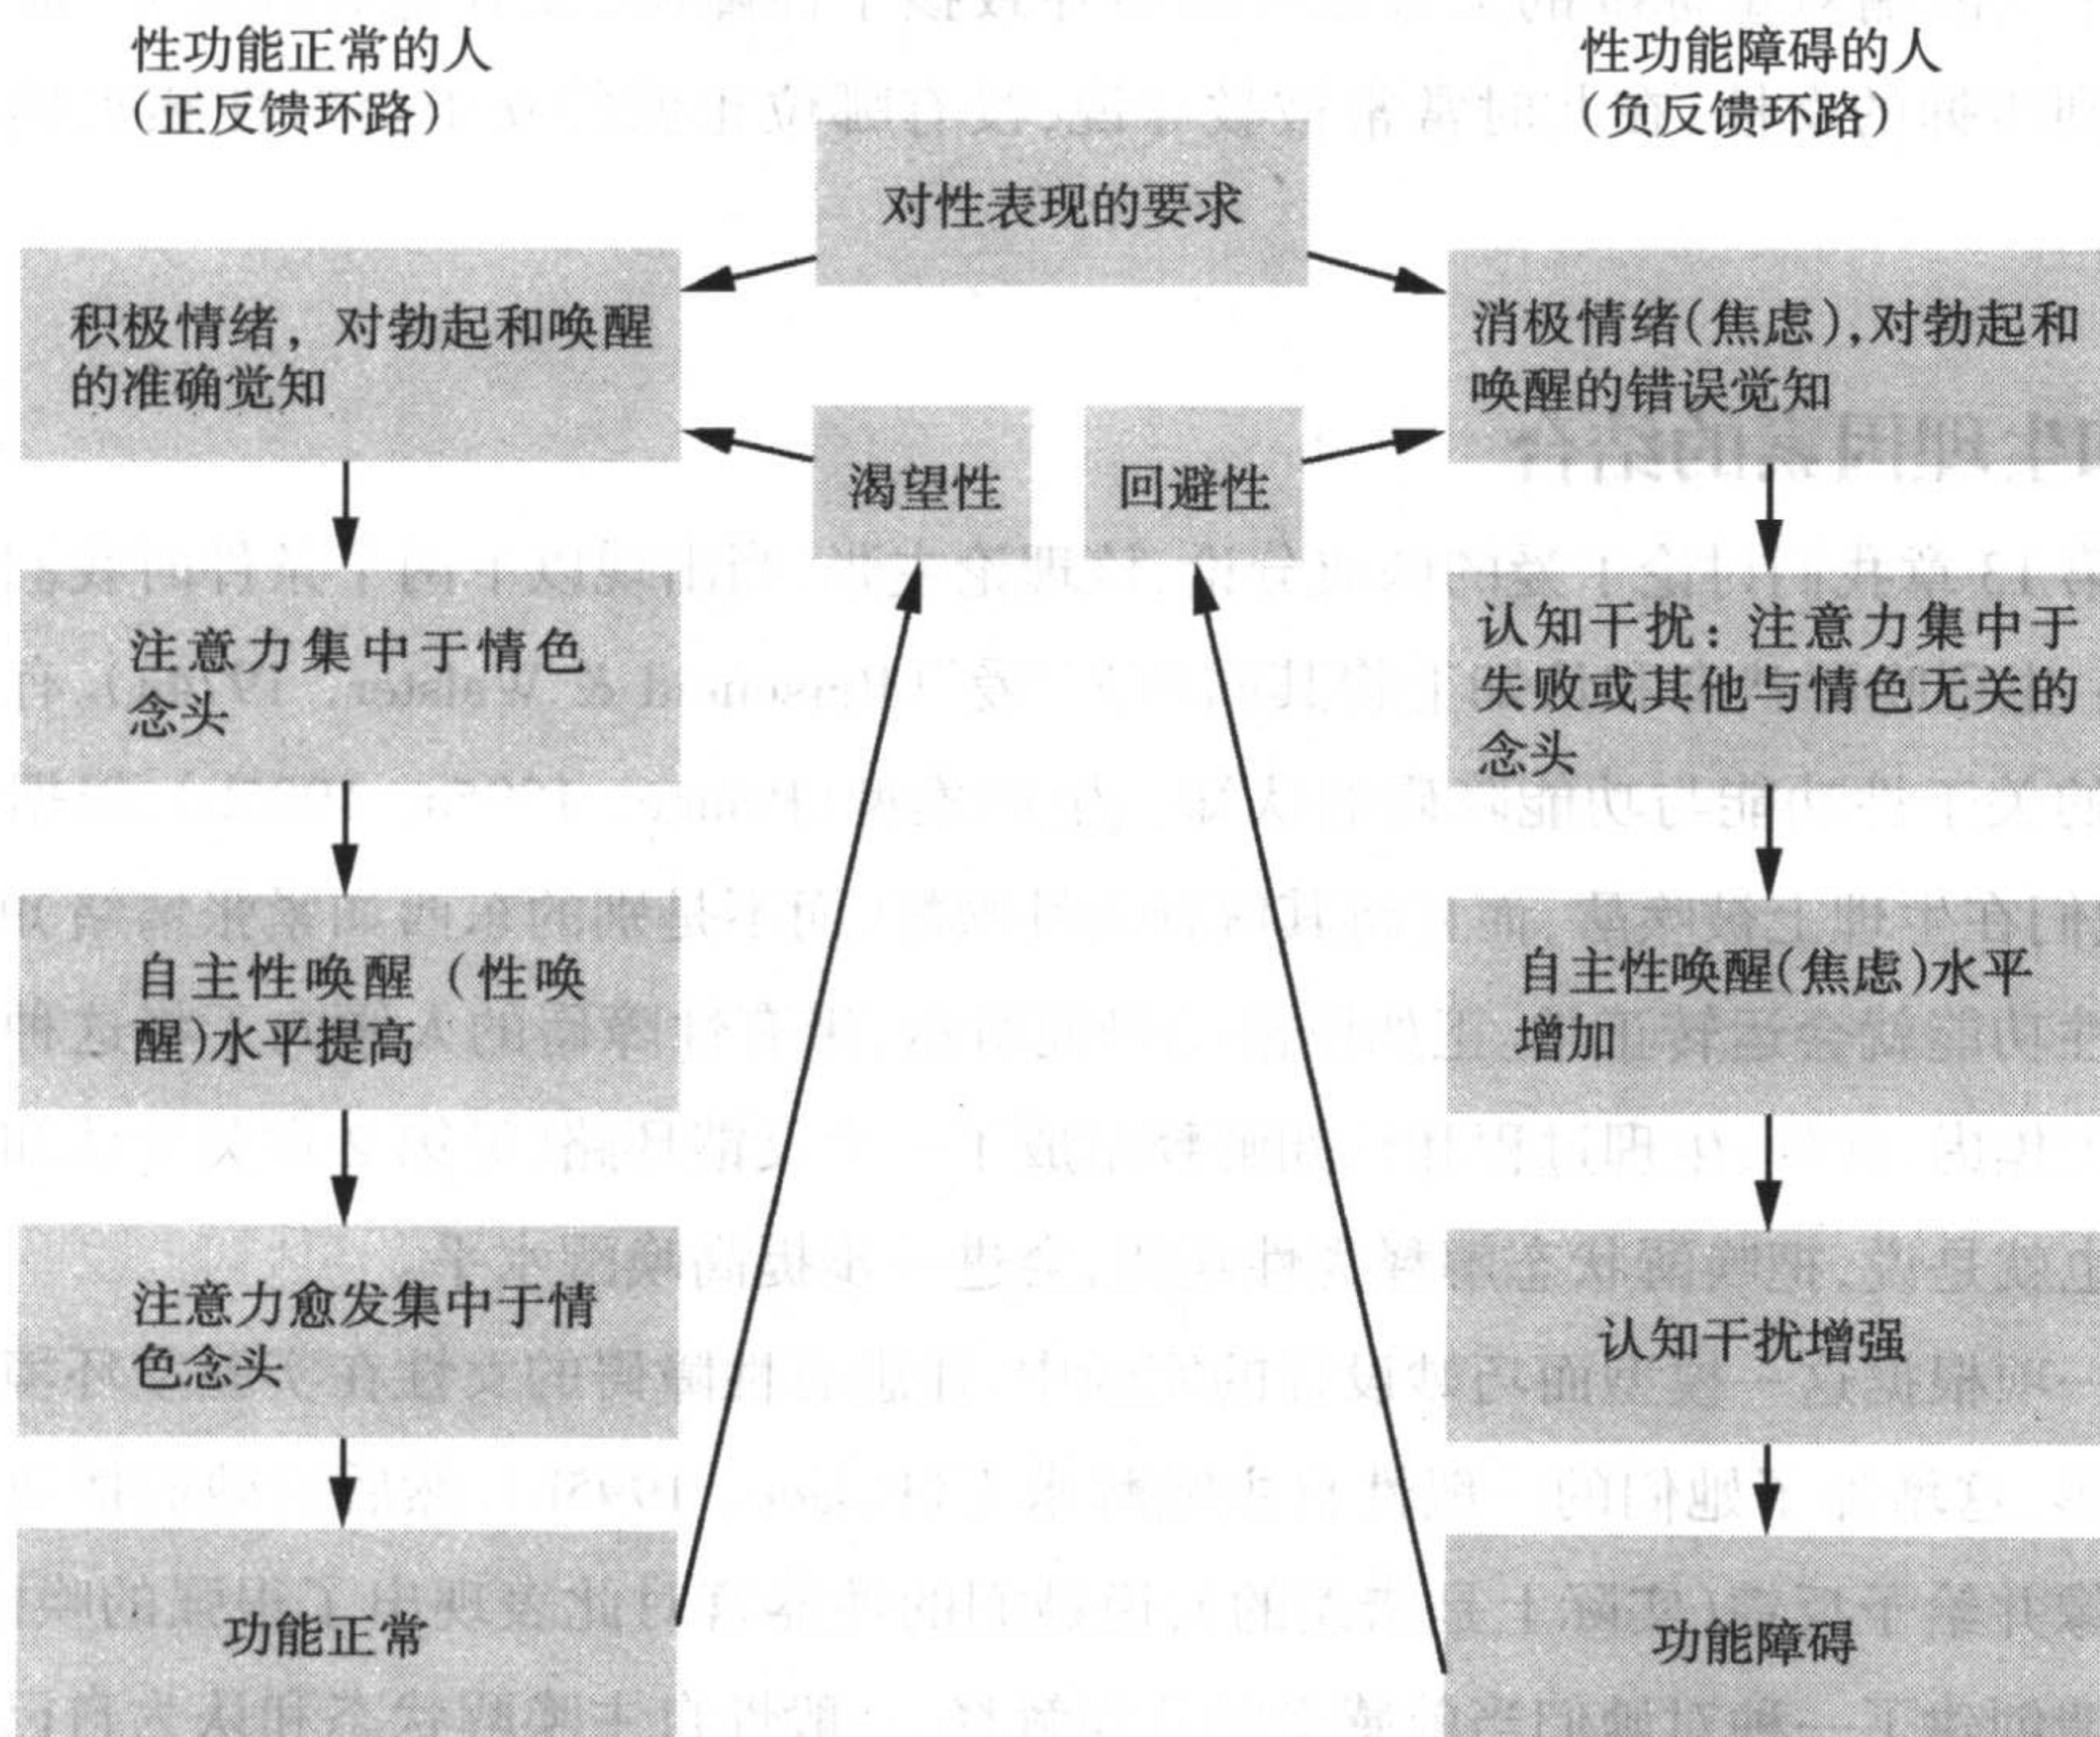 性功能正常的人
（正反馈环路）
性功能障碍的人
（负反馈环路）
对性表现的要求
积极情绪，对勃起和唤醒
的准确觉知
消极情绪(焦虑),对勃起和
唤醒的错误觉知
渴望性
回避性
注意力集中于情色
念头
认知干扰：注意力集中于
失败或其他与情色无关的
念头
自主性唤醒（性唤
醒)水平提高
自主性唤醒(焦虑)水平
增加
注意力愈发集中于情
色念头
认知干扰增强
功能正常
功能障碍